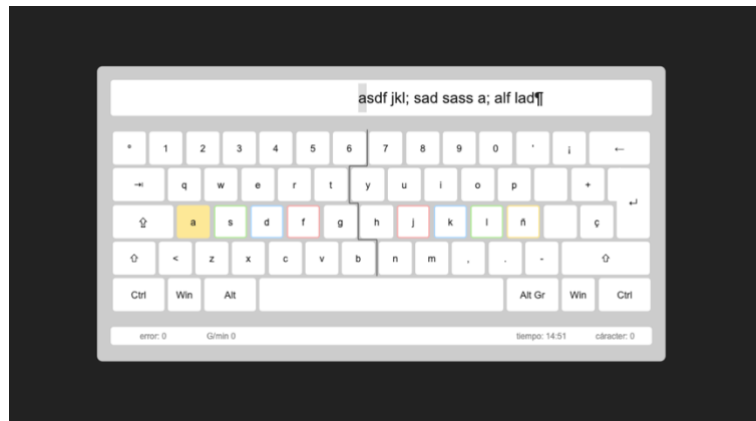 asdf jkl; sad sass a; alf lad¶
° 1 2 3 4 5 6 7 8 9 0 ' ¡ ←
⇥ q w e r t y u i o p + ↵
⇪ a s d f g h j k l ñ ç
⇧ < z x c v b n m , . - ⇧
Ctrl Win Alt Alt Gr Win Ctrl
error: 0 G/min 0 tiempo: 14:51 cáracter: 0